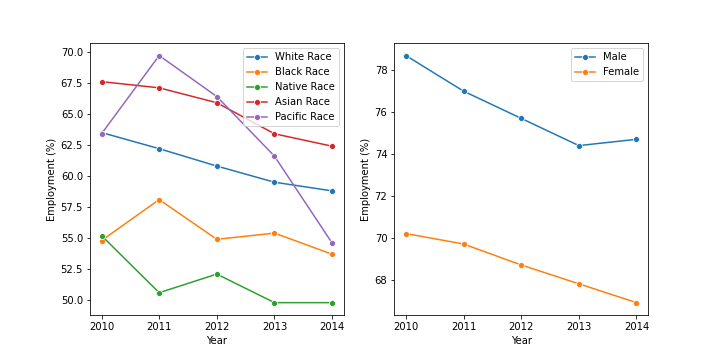 70.0
67.5
65.0
62.5
60.0
57.5
55.0
52.5
50.0
Employment (%)
2010 2011 2012 2013 2014
Year
White Race
Black Race
Native Race
Asian Race
Pacific Race
78
76
74
72
70
68
Employment (%)
2010 2011 2012 2013 2014
Year
Male
Female